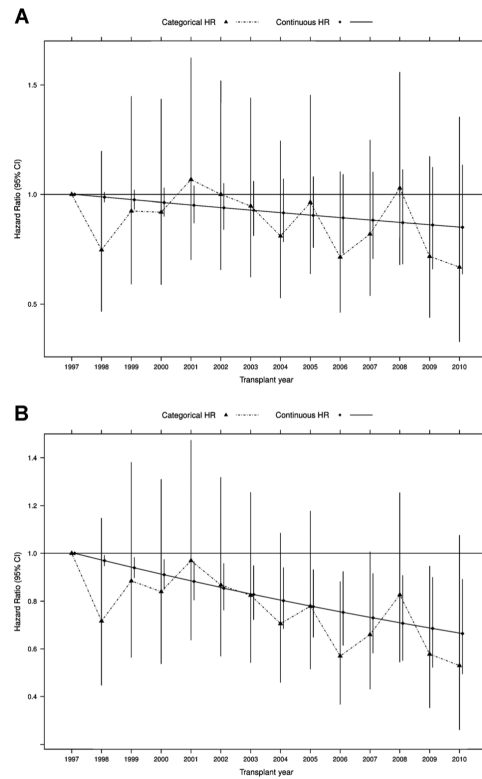 A
Categorical HR
Continuous HR
Hazard Ratio (95% CI)
1.5
1.0
0.5
1997 1998 1999 2000 2001 2002 2003 2004 2005 2006 2007 2008 2009 2010
Transplant year
B
Categorical HR
Continuous HR
Hazard Ratio (95% CI)
1.4
1.2
1.0
0.8
0.6
0.4
1997 1998 1999 2000 2001 2002 2003 2004 2005 2006 2007 2008 2009 2010
Transplant year